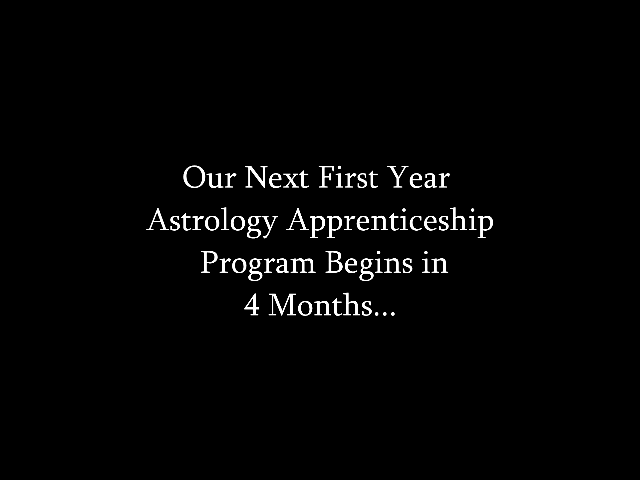 Our Next First Year
Astrology Apprenticeship
Program Begins in
4 Months...